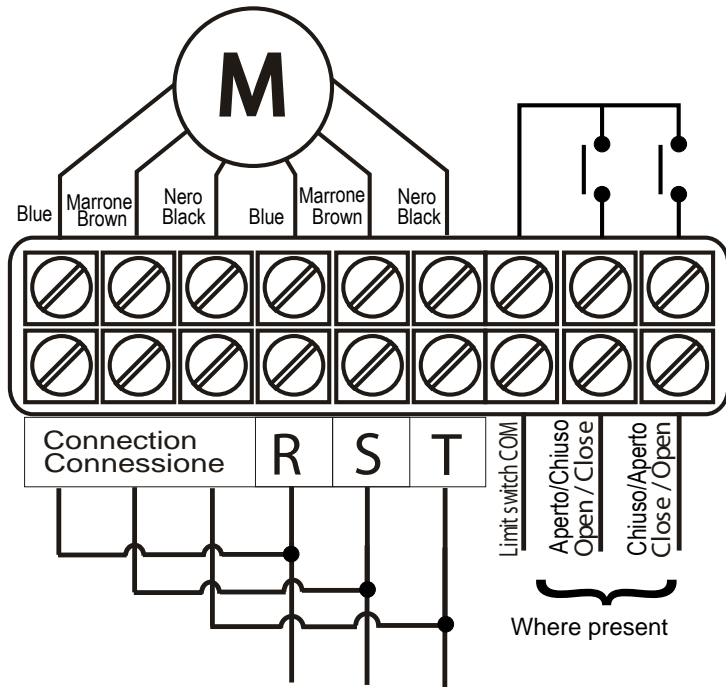 M
Blue
Marrone
Brown
Nero
Black
Blue
Marrone
Brown
Nero
Black
Connection
Connessione
R
S
T
Limit switch COM
Aperto/Chiuso
Open / Close
Chiuso/Aperto
Close / Open
Where present